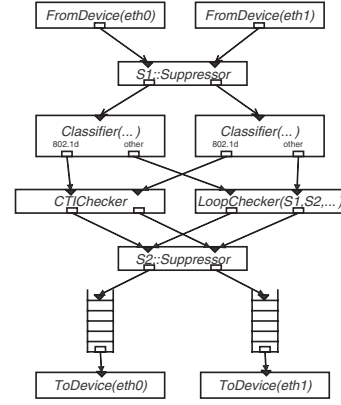 FromDevice(eth0) FromDevice(eth1)
S1::Suppressor
Classifier(...) Classifier(...)
802.1d other 802.1d other
CTIChecker LoopChecker(S1,S2,...)
S2::Suppressor
ToDevice(eth0) ToDevice(eth1)